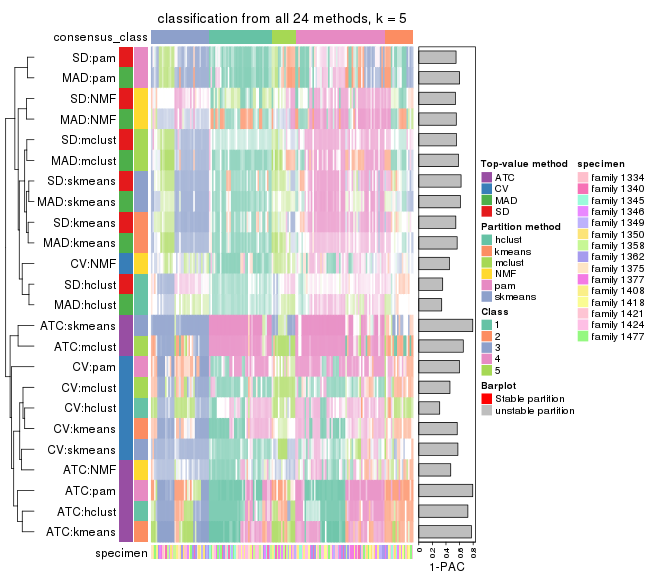 classification from all 24 methods, k = 5
consensus_class
SD:pam
MAD:pam
SD:NMF
MAD:NMF
SD:mclust
MAD:mclust
SD:skmeans
MAD:skmeans
SD:kmeans
MAD:kmeans
CV:NMF
SD:hclust
MAD:hclust
ATC:skmeans
ATC:mclust
CV:pam
CV:mclust
CV:hclust
CV:kmeans
CV:skmeans
ATC:NMF
ATC:pam
ATC:hclust
ATC:kmeans
specimen
0 0.2 0.4 0.6 0.8
1-PAC
Top-value method
ATC
CV
MAD
SD
Partition method
hclust
kmeans
mclust
NMF
pam
skmeans
Class
1
2
3
4
5
Barplot
Stable partition
unstable partition
specimen
family 1334
family 1340
family 1345
family 1346
family 1349
family 1350
family 1358
family 1362
family 1375
family 1377
family 1408
family 1418
family 1421
family 1424
family 1477